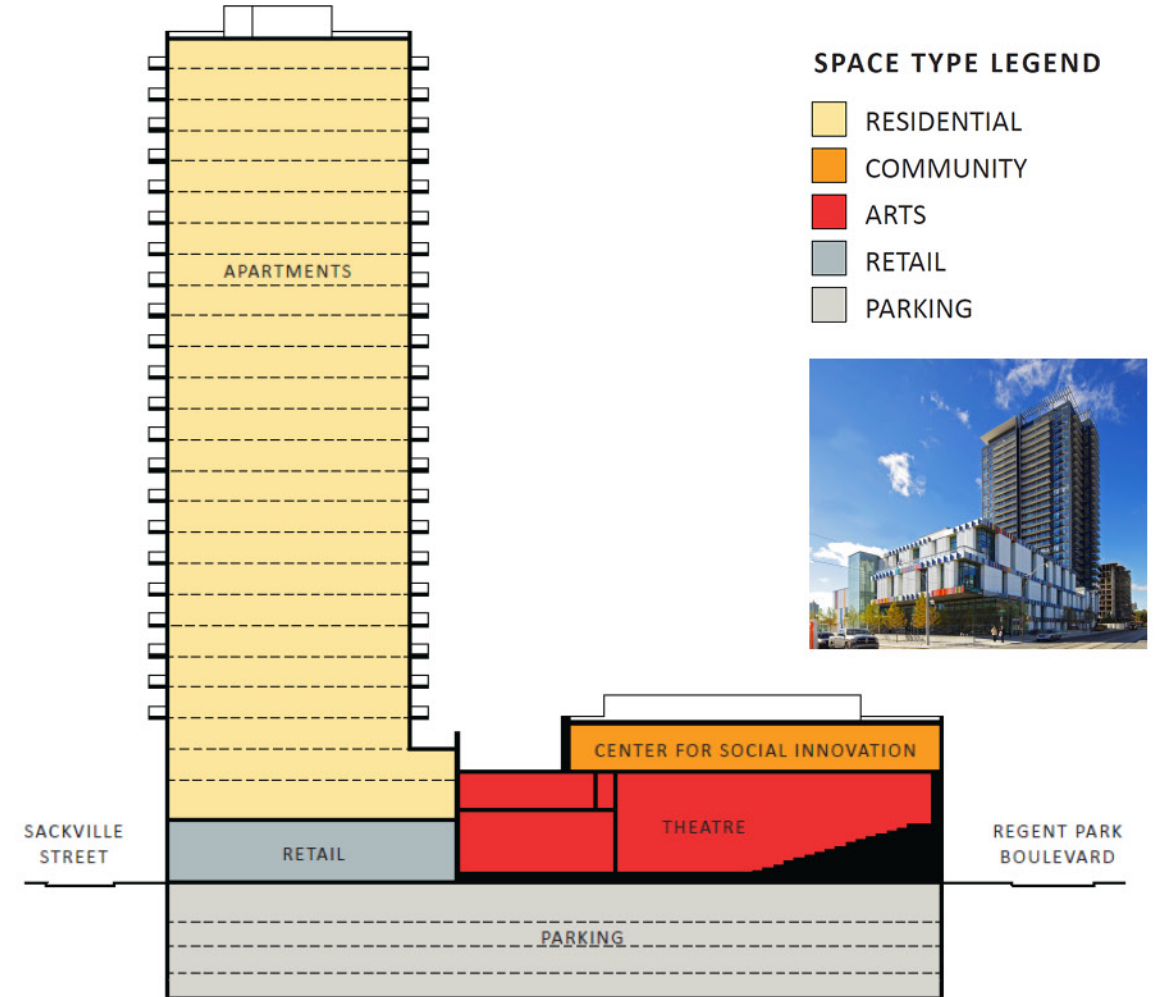 SPACE TYPE LEGEND
RESIDENTIAL
COMMUNITY
ARTS
RETAIL
PARKING
APARTMENTS
CENTER FOR SOCIAL INNOVATION
THEATRE
RETAIL
SACKVILLE
STREET
REGENT PARK
BOULEVARD
PARKING